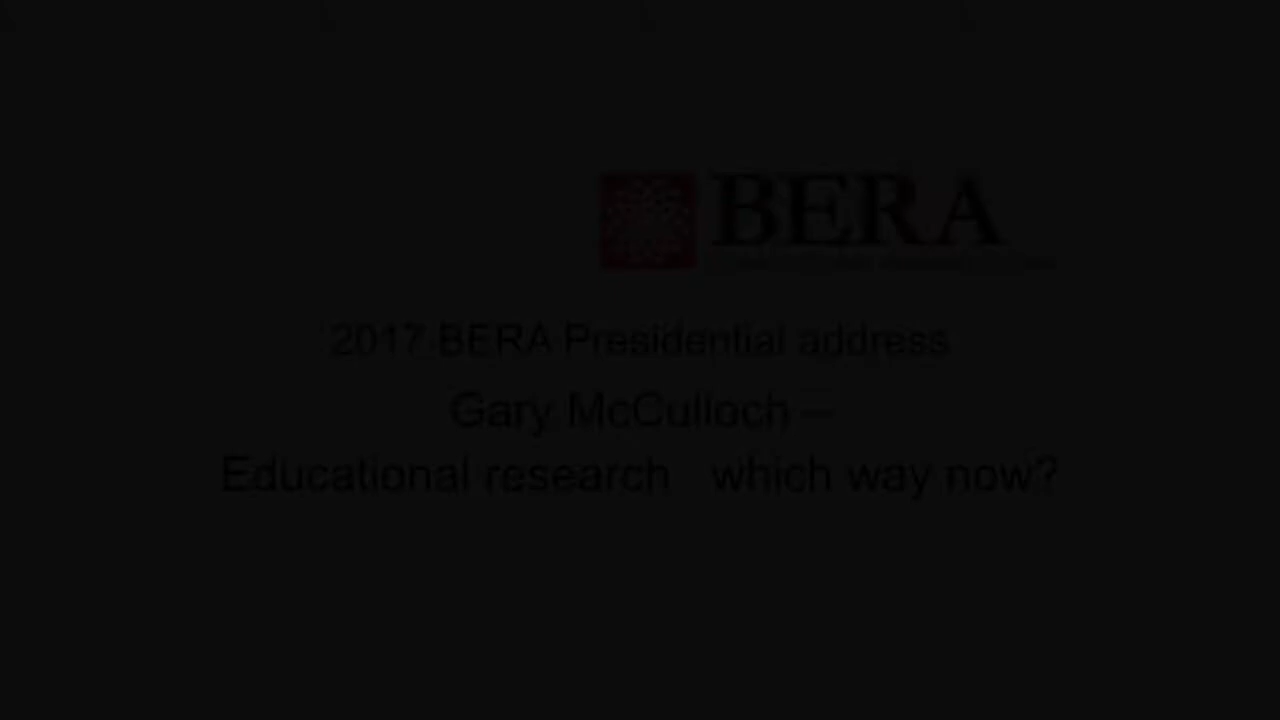 BERA
2017 BERA Presidential address
Gary McCulloch –
Educational research which way now?